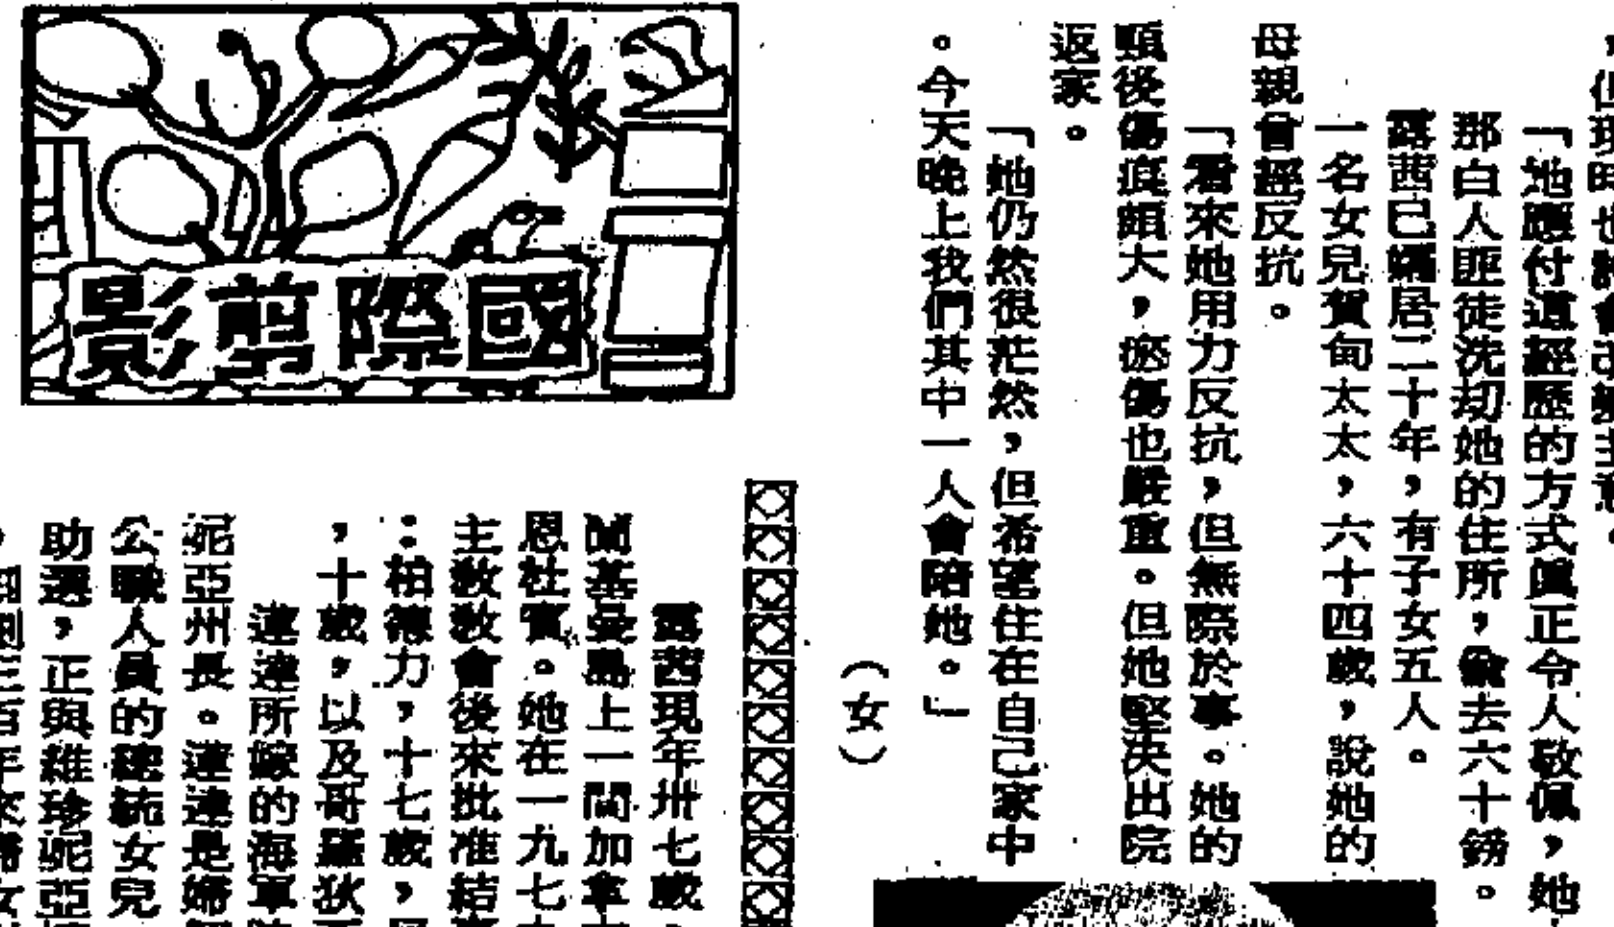 ，但現時也許會改變主意。
「她應付這經歷的方式眞正令人敬佩，她
那白人匪徒洗劫她的住所，偸去六十鎊。
露茜已孀居二十年，有子女五人。
一名女兒賀甸太太，六十四歲，說她的
母親曾經反抗。
「看來她用力反抗，但無際於事。她的
頸後傷痕頗大，瘀傷也嚴重。但她堅決出院
返家。
「她仍然很茫然，但希望住在自己家中
。今天晚上我們其中一人會陪她。」
（女）
國際剪影
露茜現年卅七歲，
蘭基曼島上一間加拿
恩杜賓。她在一九七
主敎敎會後來批准結
：柏德力，十七歲，
，十歲，以及哥羅狄
達達所嫁的海軍
妮亞州長。達達是
公職人員的總統女兒
助選，正與維珍妮亞